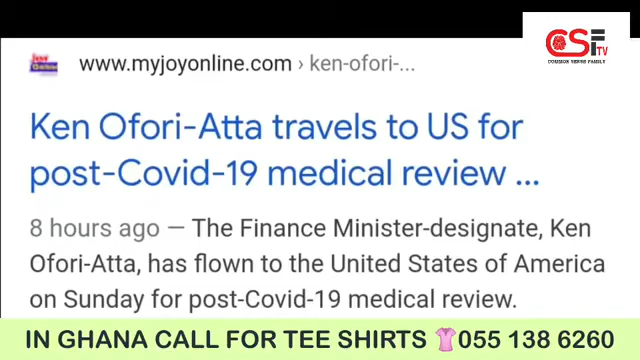 CSF TV
COMMON SENSE FAMILY
www.myjoyonline.com › ken-ofori-...
Ken Ofori-Atta travels to US for
post-Covid-19 medical review ...
8 hours ago — The Finance Minister-designate, Ken
Ofori-Atta, has flown to the United States of America
on Sunday for post-Covid-19 medical review.
IN GHANA CALL FOR TEE SHIRTS 👚055 138 6260